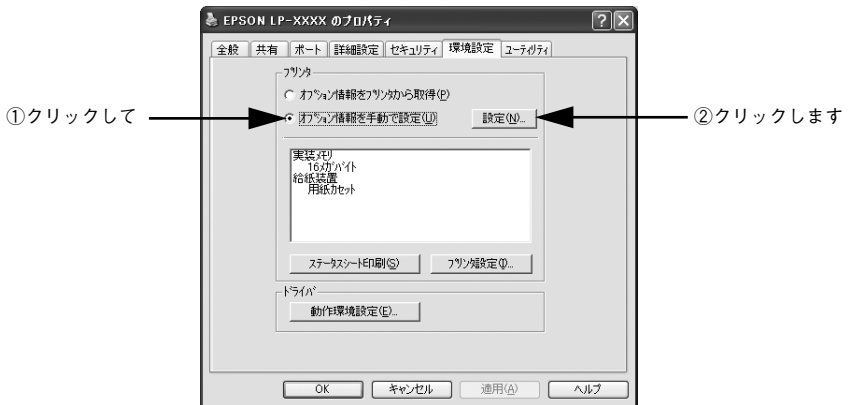 EPSON LP-XXXX のプロパティ
全般 共有 ポート 詳細設定 セキュリティ 環境設定 ユーティリティ
プリンタ
オプション情報をプリンタから取得(P)
①クリックして
オプション情報を手動で設定(U)
設定(N)...
②クリックします
実装メモリ
16メガバイト
給紙装置
用紙カセット
ステータスシート印刷(S)
プリンタ設定(I)...
ドライバ
動作環境設定(E)...
OK
キャンセル
適用(A)
ヘルプ